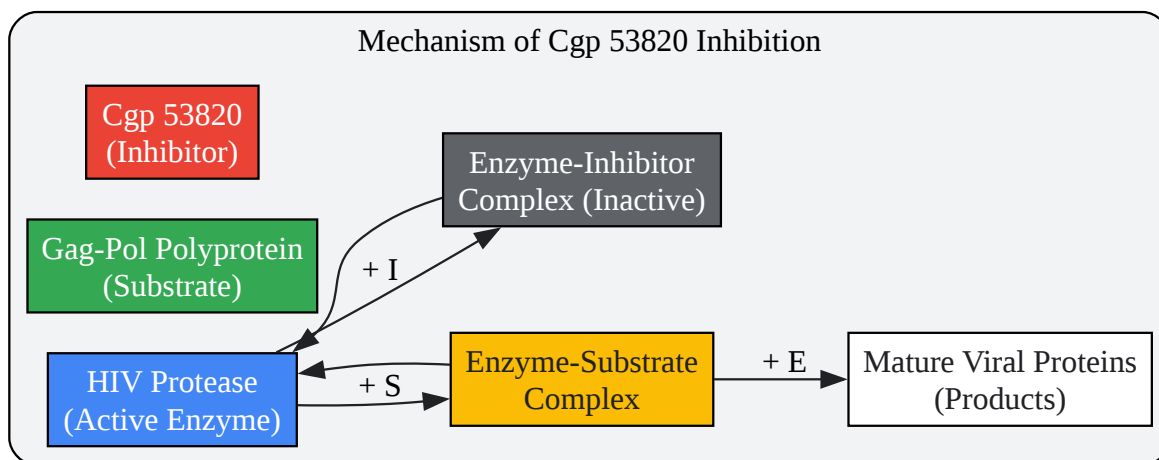 Mechanism of Cgp 53820 Inhibition
Cgp 53820
(Inhibitor)
Enzyme-Inhibitor
Complex (Inactive)
Gag-Pol Polyprotein
(Substrate)
+ I
HIV Protease
(Active Enzyme)
+ S
Enzyme-Substrate
Complex
+ E
Mature Viral Proteins
(Products)